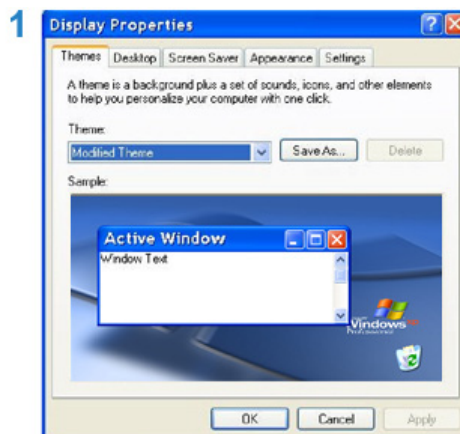 1
Display Properties
Themes Desktop Screen Saver Appearance Settings
A theme is a background plus a set of sounds, icons, and other elements
to help you personalize your computer with one click.
Theme:
Modified Theme Save As... Delete
Sample:
Active Window
Window Text
Windows
OK Cancel Apply